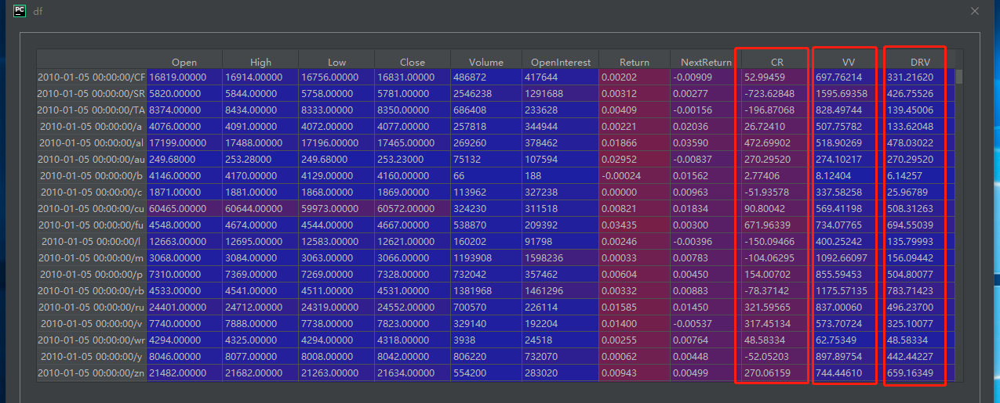 PC df
Open High Low Close Volume OpenInterest Return NextReturn CR VV DRV
2010-01-05 00:00:00/CF 16819.00000 16914.00000 16756.00000 16831.00000 486872 417644 0.00202 -0.00909 52.99459 697.76214 331.21620
2010-01-05 00:00:00/SR 5820.00000 5844.00000 5758.00000 5781.00000 2546238 1291688 0.00312 0.00277 -723.62848 1595.69358 426.75526
2010-01-05 00:00:00/TA 8374.00000 8434.00000 8333.00000 8350.00000 686408 233628 0.00409 -0.00156 -196.87068 828.49744 139.45006
2010-01-05 00:00:00/a 4076.00000 4091.00000 4072.00000 4077.00000 257818 344944 0.00221 0.02036 26.72410 507.75782 133.62048
2010-01-05 00:00:00/al 17199.00000 17488.00000 17196.00000 17465.00000 269260 378462 0.01866 0.03590 472.69902 518.90269 478.03022
2010-01-05 00:00:00/au 249.68000 253.28000 249.68000 253.23000 75132 107594 0.02952 -0.00837 270.29520 274.10217 270.29520
2010-01-05 00:00:00/b 4146.00000 4170.00000 4129.00000 4160.00000 66 188 -0.00024 0.01562 2.77406 8.12404 6.14257
2010-01-05 00:00:00/c 1871.00000 1881.00000 1868.00000 1869.00000 113962 327238 0.00000 0.00963 -51.93578 337.58258 25.96789
2010-01-05 00:00:00/cu 60465.00000 60644.00000 59973.00000 60572.00000 324230 311518 0.00821 0.01834 90.80042 569.41198 508.31263
2010-01-05 00:00:00/fu 4548.00000 4674.00000 4544.00000 4667.00000 538870 209392 0.03435 0.00300 671.96339 734.07765 694.55039
2010-01-05 00:00:00/l 12663.00000 12695.00000 12583.00000 12621.00000 160202 91798 0.00246 -0.00396 -150.09466 400.25242 135.79993
2010-01-05 00:00:00/m 3068.00000 3084.00000 3063.00000 3066.00000 1193908 1598236 0.00033 0.00783 -104.06295 1092.66097 156.09442
2010-01-05 00:00:00/p 7310.00000 7369.00000 7269.00000 7328.00000 732042 357462 0.00604 0.00450 154.00702 855.59453 504.80077
2010-01-05 00:00:00/rb 4533.00000 4541.00000 4511.00000 4531.00000 1381968 1461296 0.00332 0.00883 -78.37142 1175.57135 783.71423
2010-01-05 00:00:00/ru 24401.00000 24712.00000 24319.00000 24552.00000 700570 226114 0.01585 0.01450 321.59565 837.00060 496.23700
2010-01-05 00:00:00/v 7740.00000 7888.00000 7738.00000 7823.00000 329140 192204 0.01400 -0.00537 317.45134 573.70724 325.10077
2010-01-05 00:00:00/wr 4294.00000 4325.00000 4294.00000 4318.00000 3938 24518 0.00255 0.00764 48.58334 62.75349 48.58334
2010-01-05 00:00:00/y 8046.00000 8077.00000 8008.00000 8042.00000 806220 732070 0.00062 0.00448 -52.05203 897.89754 442.44227
2010-01-05 00:00:00/zn 21482.00000 21682.00000 21263.00000 21634.00000 554200 283020 0.00943 0.00499 270.06159 744.44610 659.16349